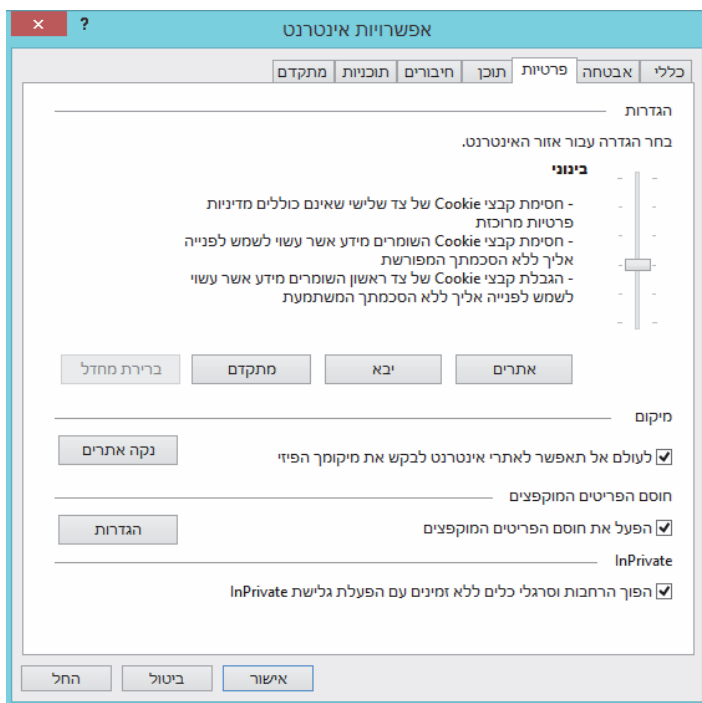 אפשרויות אינטרנט
?
כללי
אבטחה
פרטיות
תוכן
חיבורים
תוכניות
מתקדם
הגדרות
בחר הגדרה עבור אזור האינטרנט.
בינוני
- חסימת קבצי Cookie של צד שלישי שאינם כוללים מדיניות
פרטיות מרוכזת
- חסימת קבצי Cookie השומרים מידע אשר עשוי לשמש לפנייה
אליך ללא הסכמתך המפורשת
- הגבלת קבצי Cookie של צד ראשון השומרים מידע אשר עשוי
לשמש לפנייה אליך ללא הסכמתך המשתמעת
אתרים
יבא
מתקדם
ברירת מחדל
מיקום
לעולם אל תאפשר לאתרי אינטרנט לבקש את מיקומך הפיזי
נקה אתרים
חוסם הפריטים המוקפצים
הפעל את חוסם הפריטים המוקפצים
הגדרות
InPrivate
הפוך הרחבות וסרגלי כלים ללא זמינים עם הפעלת גלישת InPrivate
אישור
ביטול
החל